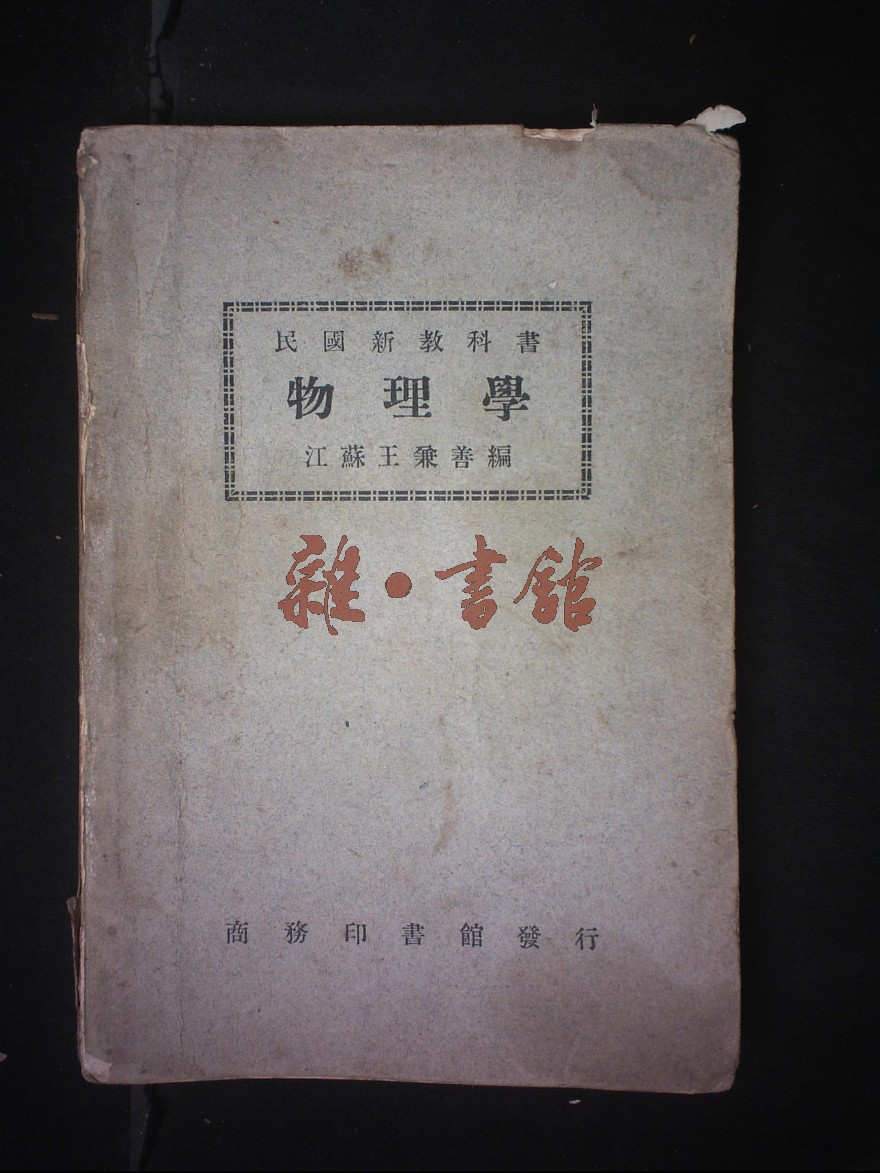 民國新教科書
物理學
江蘇王兼善編
雜•書館
商務印書館發行